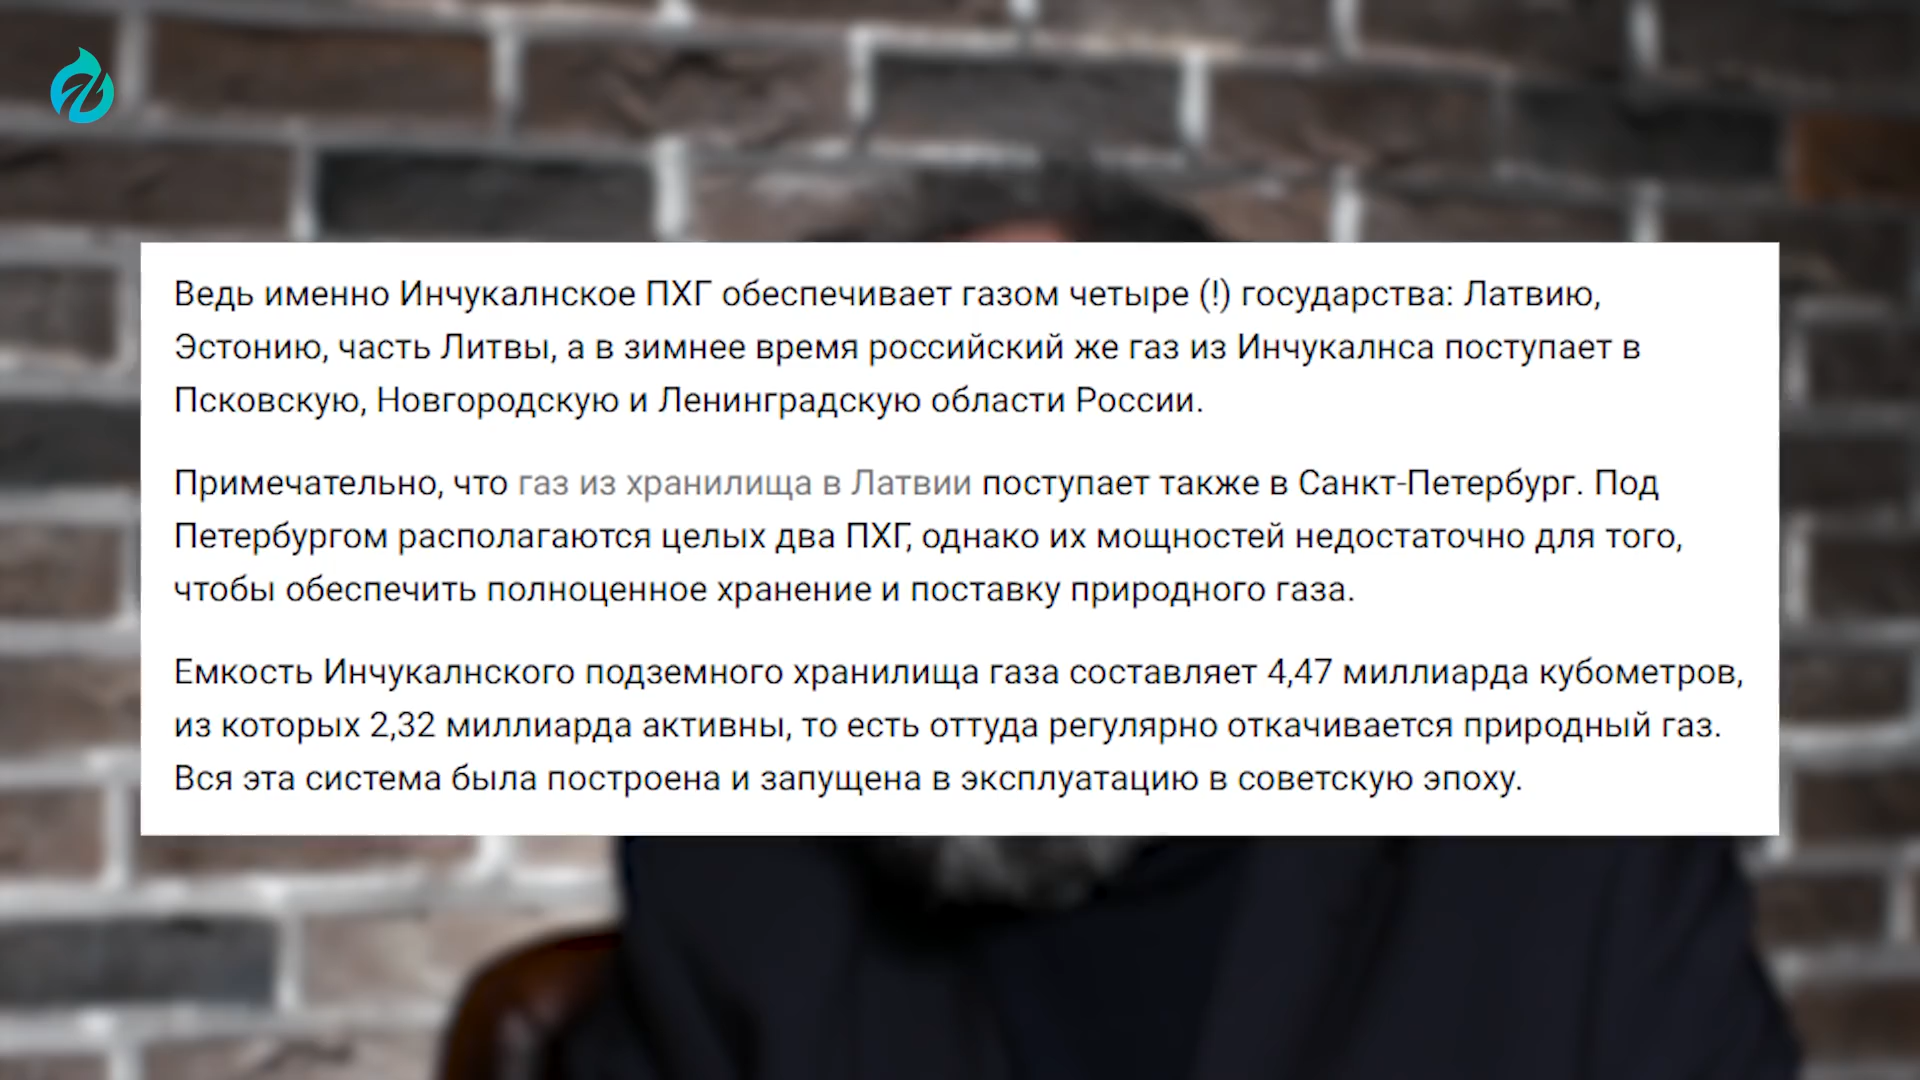 Ведь именно Инчукалнское ПХГ обеспечивает газом четыре (!) государства: Латвию,
Эстонию, часть Литвы, а в зимнее время российский же газ из Инчукалнса поступает в
Псковскую, Новгородскую и Ленинградскую области России.
Примечательно, что газ из хранилища в Латвии поступает также в Санкт-Петербург. Под
Петербургом располагаются целых два ПХГ, однако их мощностей недостаточно для того,
чтобы обеспечить полноценное хранение и поставку природного газа.
Емкость Инчукалнского подземного хранилища газа составляет 4,47 миллиарда кубометров,
из которых 2,32 миллиарда активны, то есть оттуда регулярно откачивается природный газ.
Вся эта система была построена и запущена в эксплуатацию в советскую эпоху.